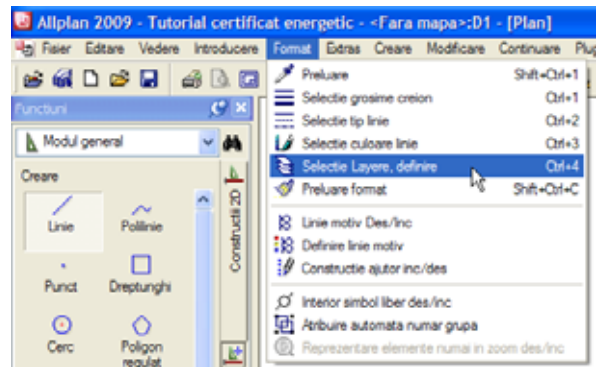 Allplan 2009 - Tutorial certificat energetic - <Fara mapa>:D1 - [Plan]
Fisier Editare Vedere Introducere Format Extras Creare Modificare Continuare Plug
Functiuni
Modul general
Creare
Linie Polilinie
Punct Dreptunghi
Cerc Poligon regulat
Constructii 2D
Preluare Shift+Ctrl+1
Selectie grosime creion Ctrl+1
Selectie tip linie Ctrl+2
Selectie culoare linie Ctrl+3
Selectie Layere, definire Ctrl+4
Preluare format Shift+Ctrl+C
Linie motiv Des/Inc
Definire linie motiv
Constructie ajutor inc/des
Interior simbol liber des/inc
Atribuire automata numar grupa
Reprezentare elemente numai in zoom des/inc